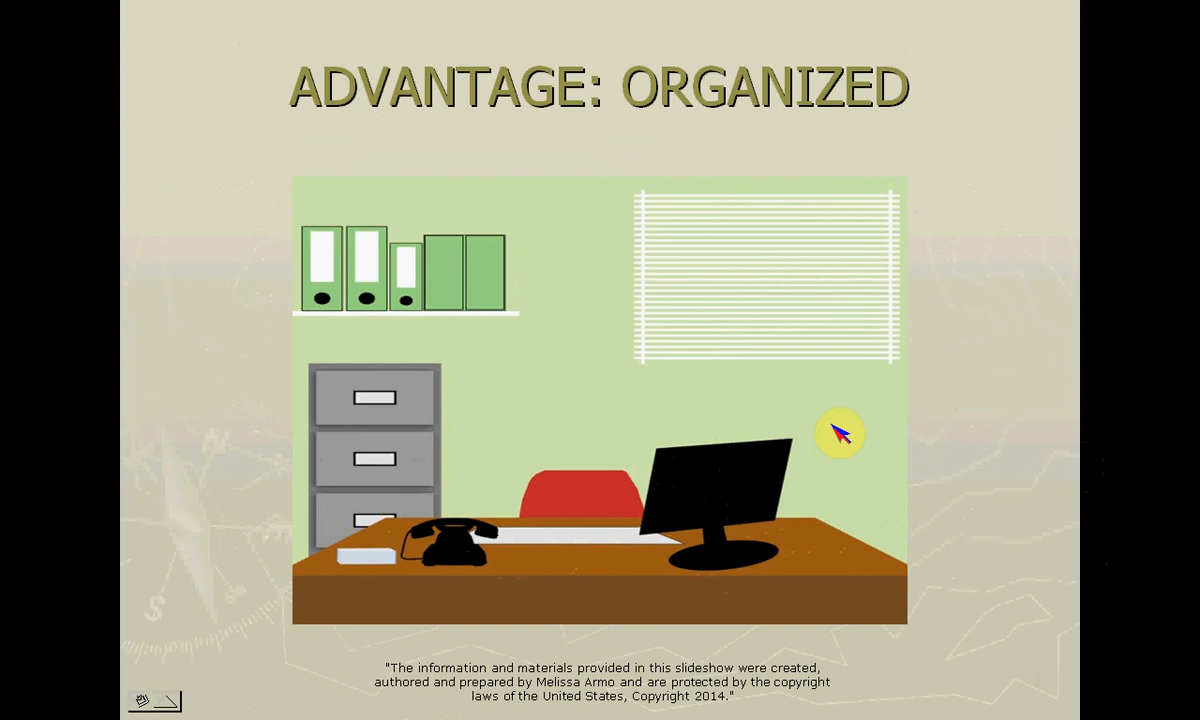 ADVANTAGE: ORGANIZED
"The information and materials provided in this slideshow were created,
authored and prepared by Melissa Armo and are protected by the copyright
laws of the United States, Copyright 2014."